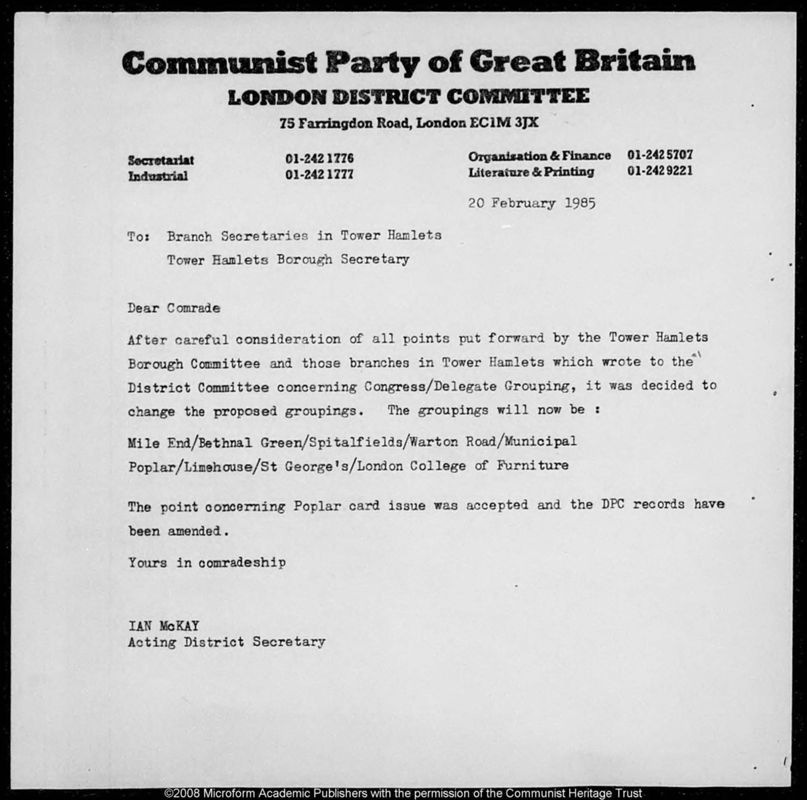 Communist Party of Great Britain
LONDON DISTRICT COMMITTEE
75 Farringdon Road, London EC1M 3JX
Secretariat 01-242 1776 Organisation & Finance 01-242 5707
Industrial 01-242 1777 Literature & Printing 01-242 9221
20 February 1985
To: Branch Secretaries in Tower Hamlets
Tower Hamlets Borough Secretary
Dear Comrade
After careful consideration of all points put forward by the Tower Hamlets
Borough Committee and those branches in Tower Hamlets which wrote to the
District Committee concerning Congress/Delegate Grouping, it was decided to
change the proposed groupings. The groupings will now be :
Mile End/Bethnal Green/Spitalfields/Warton Road/Municipal
Poplar/Limehouse/St George's/London College of Furniture
The point concerning Poplar card issue was accepted and the DPC records have
been amended.
Yours in comradeship
IAN McKAY
Acting District Secretary
©2008 Microform Academic Publishers with the permission of the Communist Heritage Trust